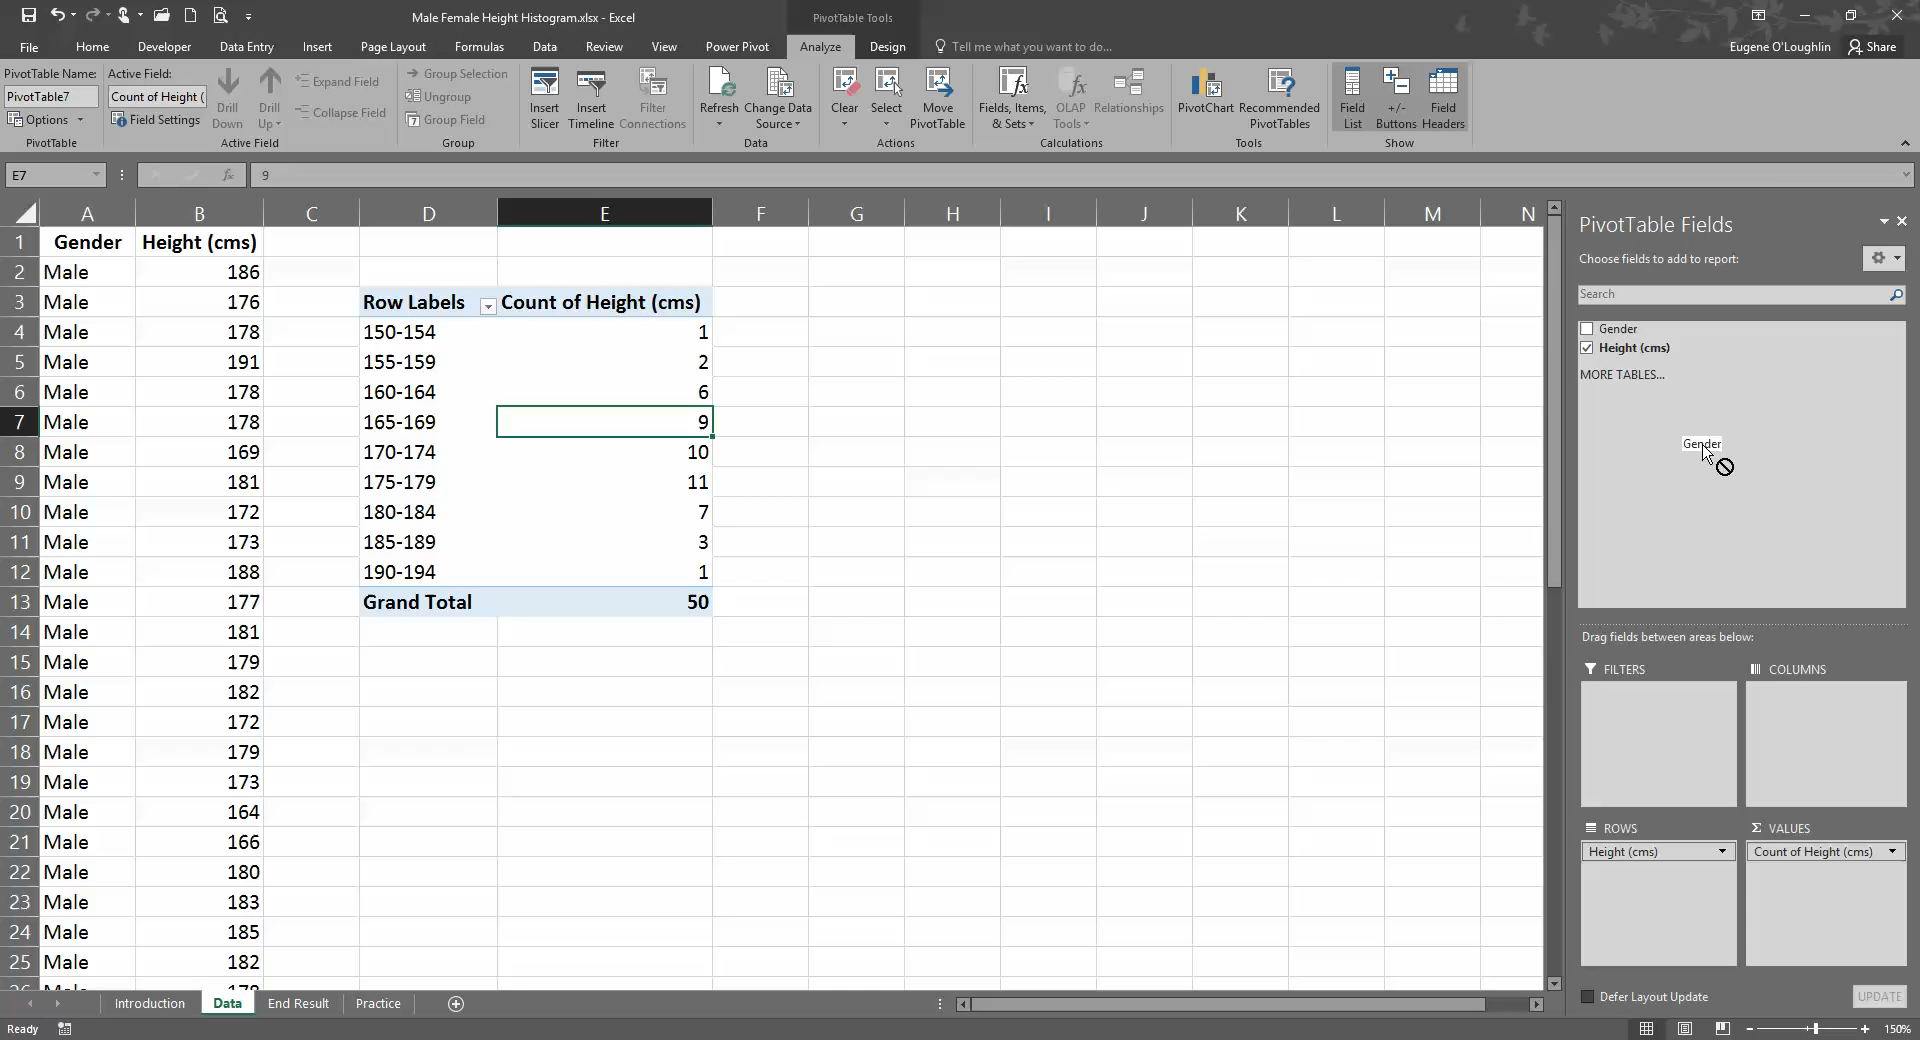 Male Female Height Histogram.xlsx - Excel
PivotTable Tools
File Home Developer Data Entry Insert Page Layout Formulas Data Review View Power Pivot Analyze Design Tell me what you want to do... Eugene O'Loughlin Share
PivotTable Name:
PivotTable7
Options
PivotTable
Active Field:
Count of Height (
Field Settings
Drill Down
Drill Up
Expand Field
Collapse Field
Active Field
Group Selection
Ungroup
Group Field
Group
Insert Slicer
Insert Timeline
Filter Connections
Filter
Refresh
Change Data Source
Data
Clear
Select
Move PivotTable
Actions
Fields, Items, & Sets
OLAP Tools
Relationships
Calculations
PivotChart
Recommended PivotTables
Tools
Field List
+/- Buttons
Field Headers
Show
E7 fx 9
A B C D E F G H I J K L M N
1 Gender Height (cms)
2 Male 186
3 Male 176 Row Labels Count of Height (cms)
4 Male 178 150-154 1
5 Male 191 155-159 2
6 Male 178 160-164 6
7 Male 178 165-169 9
8 Male 169 170-174 10
9 Male 181 175-179 11
10 Male 172 180-184 7
11 Male 173 185-189 3
12 Male 188 190-194 1
13 Male 177 Grand Total 50
14 Male 181
15 Male 179
16 Male 182
17 Male 172
18 Male 179
19 Male 173
20 Male 164
21 Male 166
22 Male 180
23 Male 183
24 Male 185
25 Male 182
Introduction Data End Result Practice
Ready
150%
PivotTable Fields
Choose fields to add to report:
Search
Gender
Height (cms)
MORE TABLES...
Gender
Drag fields between areas below:
FILTERS
COLUMNS
ROWS
Height (cms)
Σ VALUES
Count of Height (cms)
Defer Layout Update
UPDATE